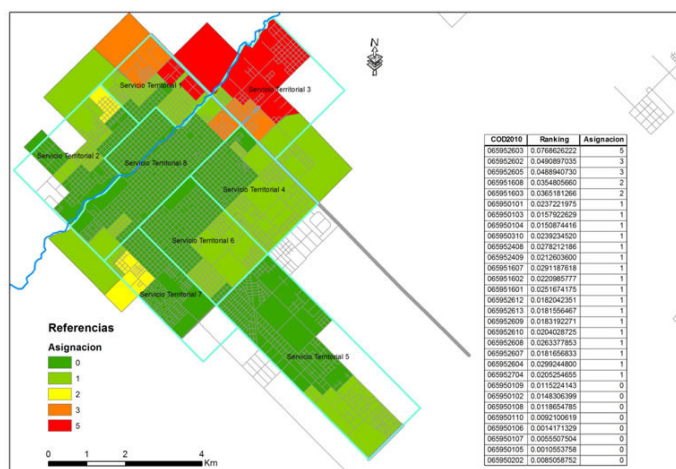 N
Servicio Territorial 1
Servicio Territorial 3
Servicio Territorial 2
Servicio Territorial 8
Servicio Territorial 4
Servicio Territorial 6
Servicio Territorial 7
Servicio Territorial 5
Referencias
Asignacion
0
1
2
3
5
0 1 2 4
Km
COD2010 Ranking Asignacion
065952603 0.0768626222 5
065952602 0.0490897035 3
065952605 0.0488940730 3
065951608 0.0354805660 2
065951603 0.0365181266 2
065950101 0.0237221975 1
065950103 0.0157922629 1
065950104 0.0150874416 1
065950310 0.0239234520 1
065952408 0.0278212186 1
065952409 0.0212603600 1
065951607 0.0291187618 1
065951602 0.0220985777 1
065951601 0.0251674175 1
065952612 0.0182042351 1
065952613 0.0181556467 1
065952609 0.0183192271 1
065952610 0.0204028725 1
065952608 0.0263377853 1
065952607 0.0181656833 1
065952604 0.0299244800 1
065952704 0.0205254655 1
065950109 0.0115224143 0
065950102 0.0148306399 0
065950108 0.0118654785 0
065950110 0.0092100619 0
065950106 0.0014171329 0
065950107 0.0055507504 0
065950105 0.0010553758 0
065950202 0.0085058752 0